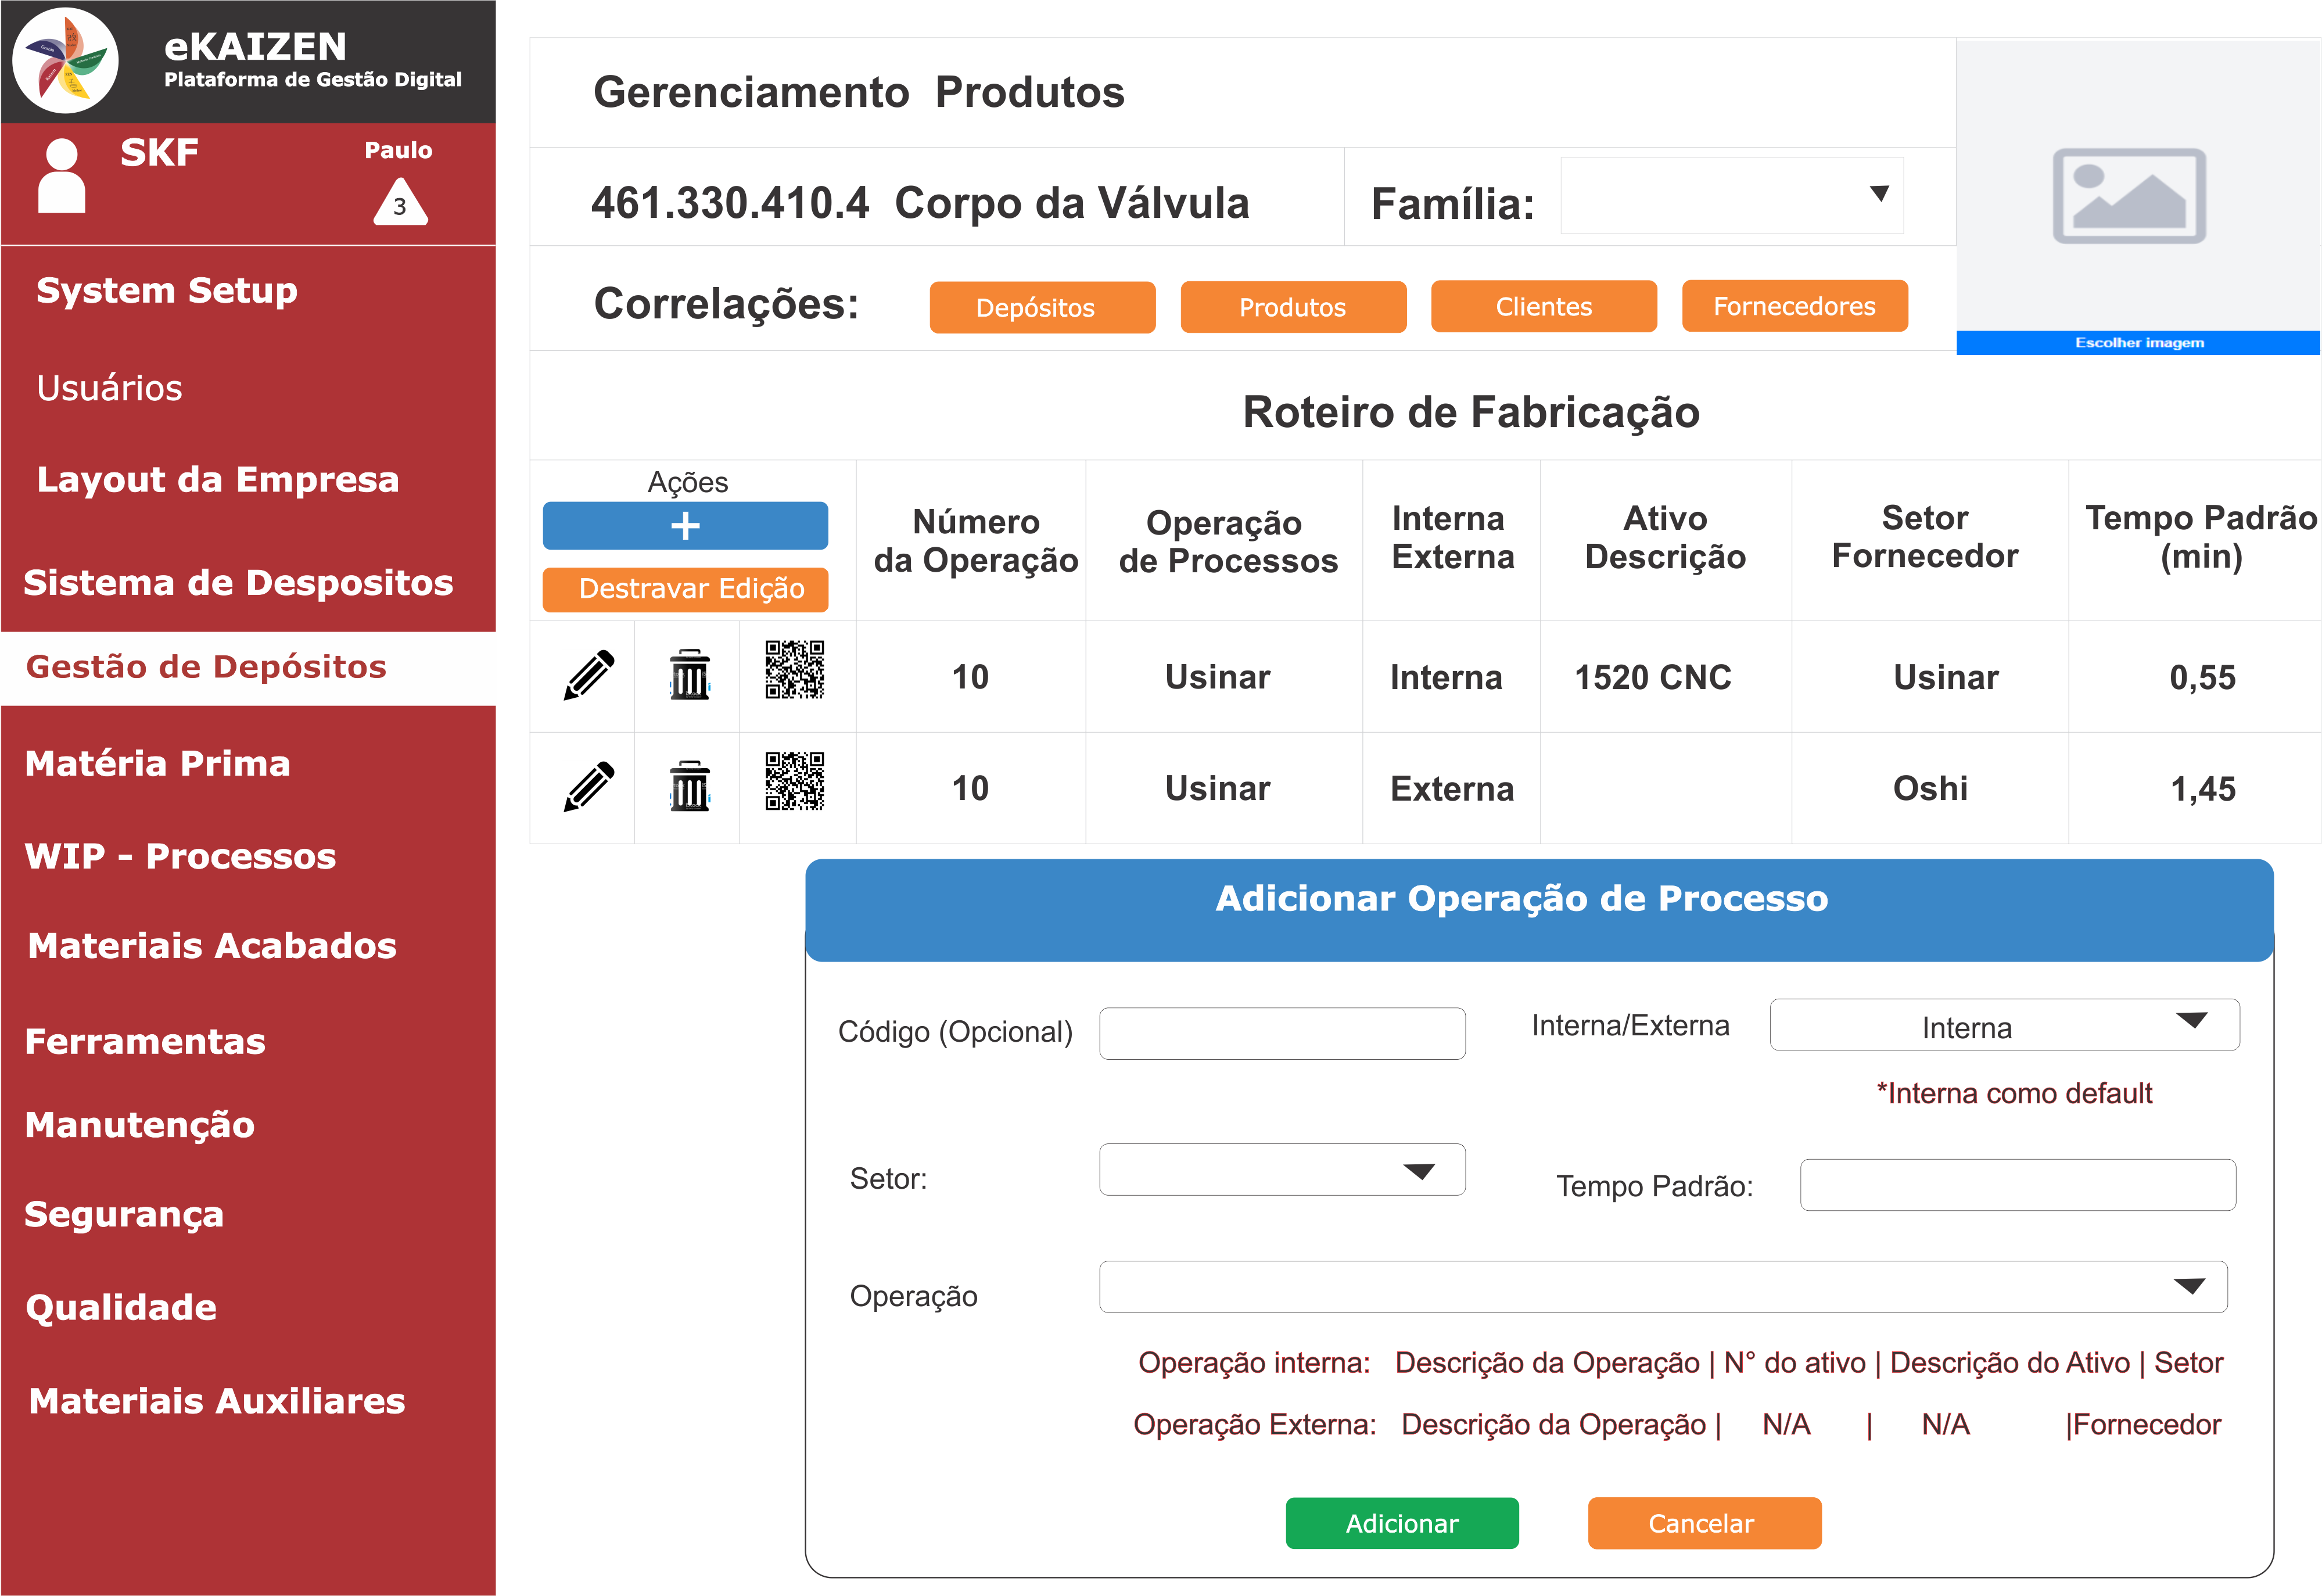 eKAIZEN
Plataforma de Gestão Digital
SKF
Paulo
3
System Setup
Usuários
Layout da Empresa
Sistema de Despositos
Gestão de Depósitos
Matéria Prima
WIP - Processos
Materiais Acabados
Ferramentas
Manutenção
Segurança
Qualidade
Materiais Auxiliares
Gerenciamento Produtos
461.330.410.4 Corpo da Válvula
Família:
Correlações:
Depósitos
Produtos
Clientes
Fornecedores
Escolher imagem
Roteiro de Fabricação
Ações
+
Destravar Edição
Número
da Operação
Operação
de Processos
Interna
Externa
Ativo
Descrição
Setor
Fornecedor
Tempo Padrão
(min)
10 Usinar Interna 1520 CNC Usinar 0,55
10 Usinar Externa Oshi 1,45
Adicionar Operação de Processo
Código (Opcional)
Interna/Externa
Interna
*Interna como default
Setor:
Tempo Padrão:
Operação
Operação interna: Descrição da Operação | N° do ativo | Descrição do Ativo | Setor
Operação Externa: Descrição da Operação | N/A | N/A |Fornecedor
Adicionar
Cancelar